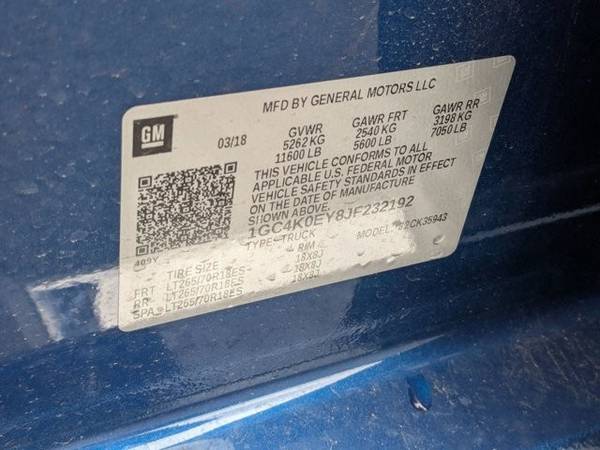 MFD BY GENERAL MOTORS LLC
GM
03/18
GVWR GAWR FRT GAWR RR
5262 KG 2540 KG 3198 KG
11600 LB 5600 LB 7050 LB
THIS VEHICLE CONFORMS TO ALL
APPLICABLE U.S. FEDERAL MOTOR
VEHICLE SAFETY STANDARDS IN EFFECT
ON THE DATE OF MANUFACTURE
1GC4K0EY8JF232192
TYPE: TRUCK MODEL:
TIRE SIZE RIM
FRT LT265/70R18ES 18X8J
RR LT265/70R18ES 18X8J
SPA LT265/70R18ES 18X8J